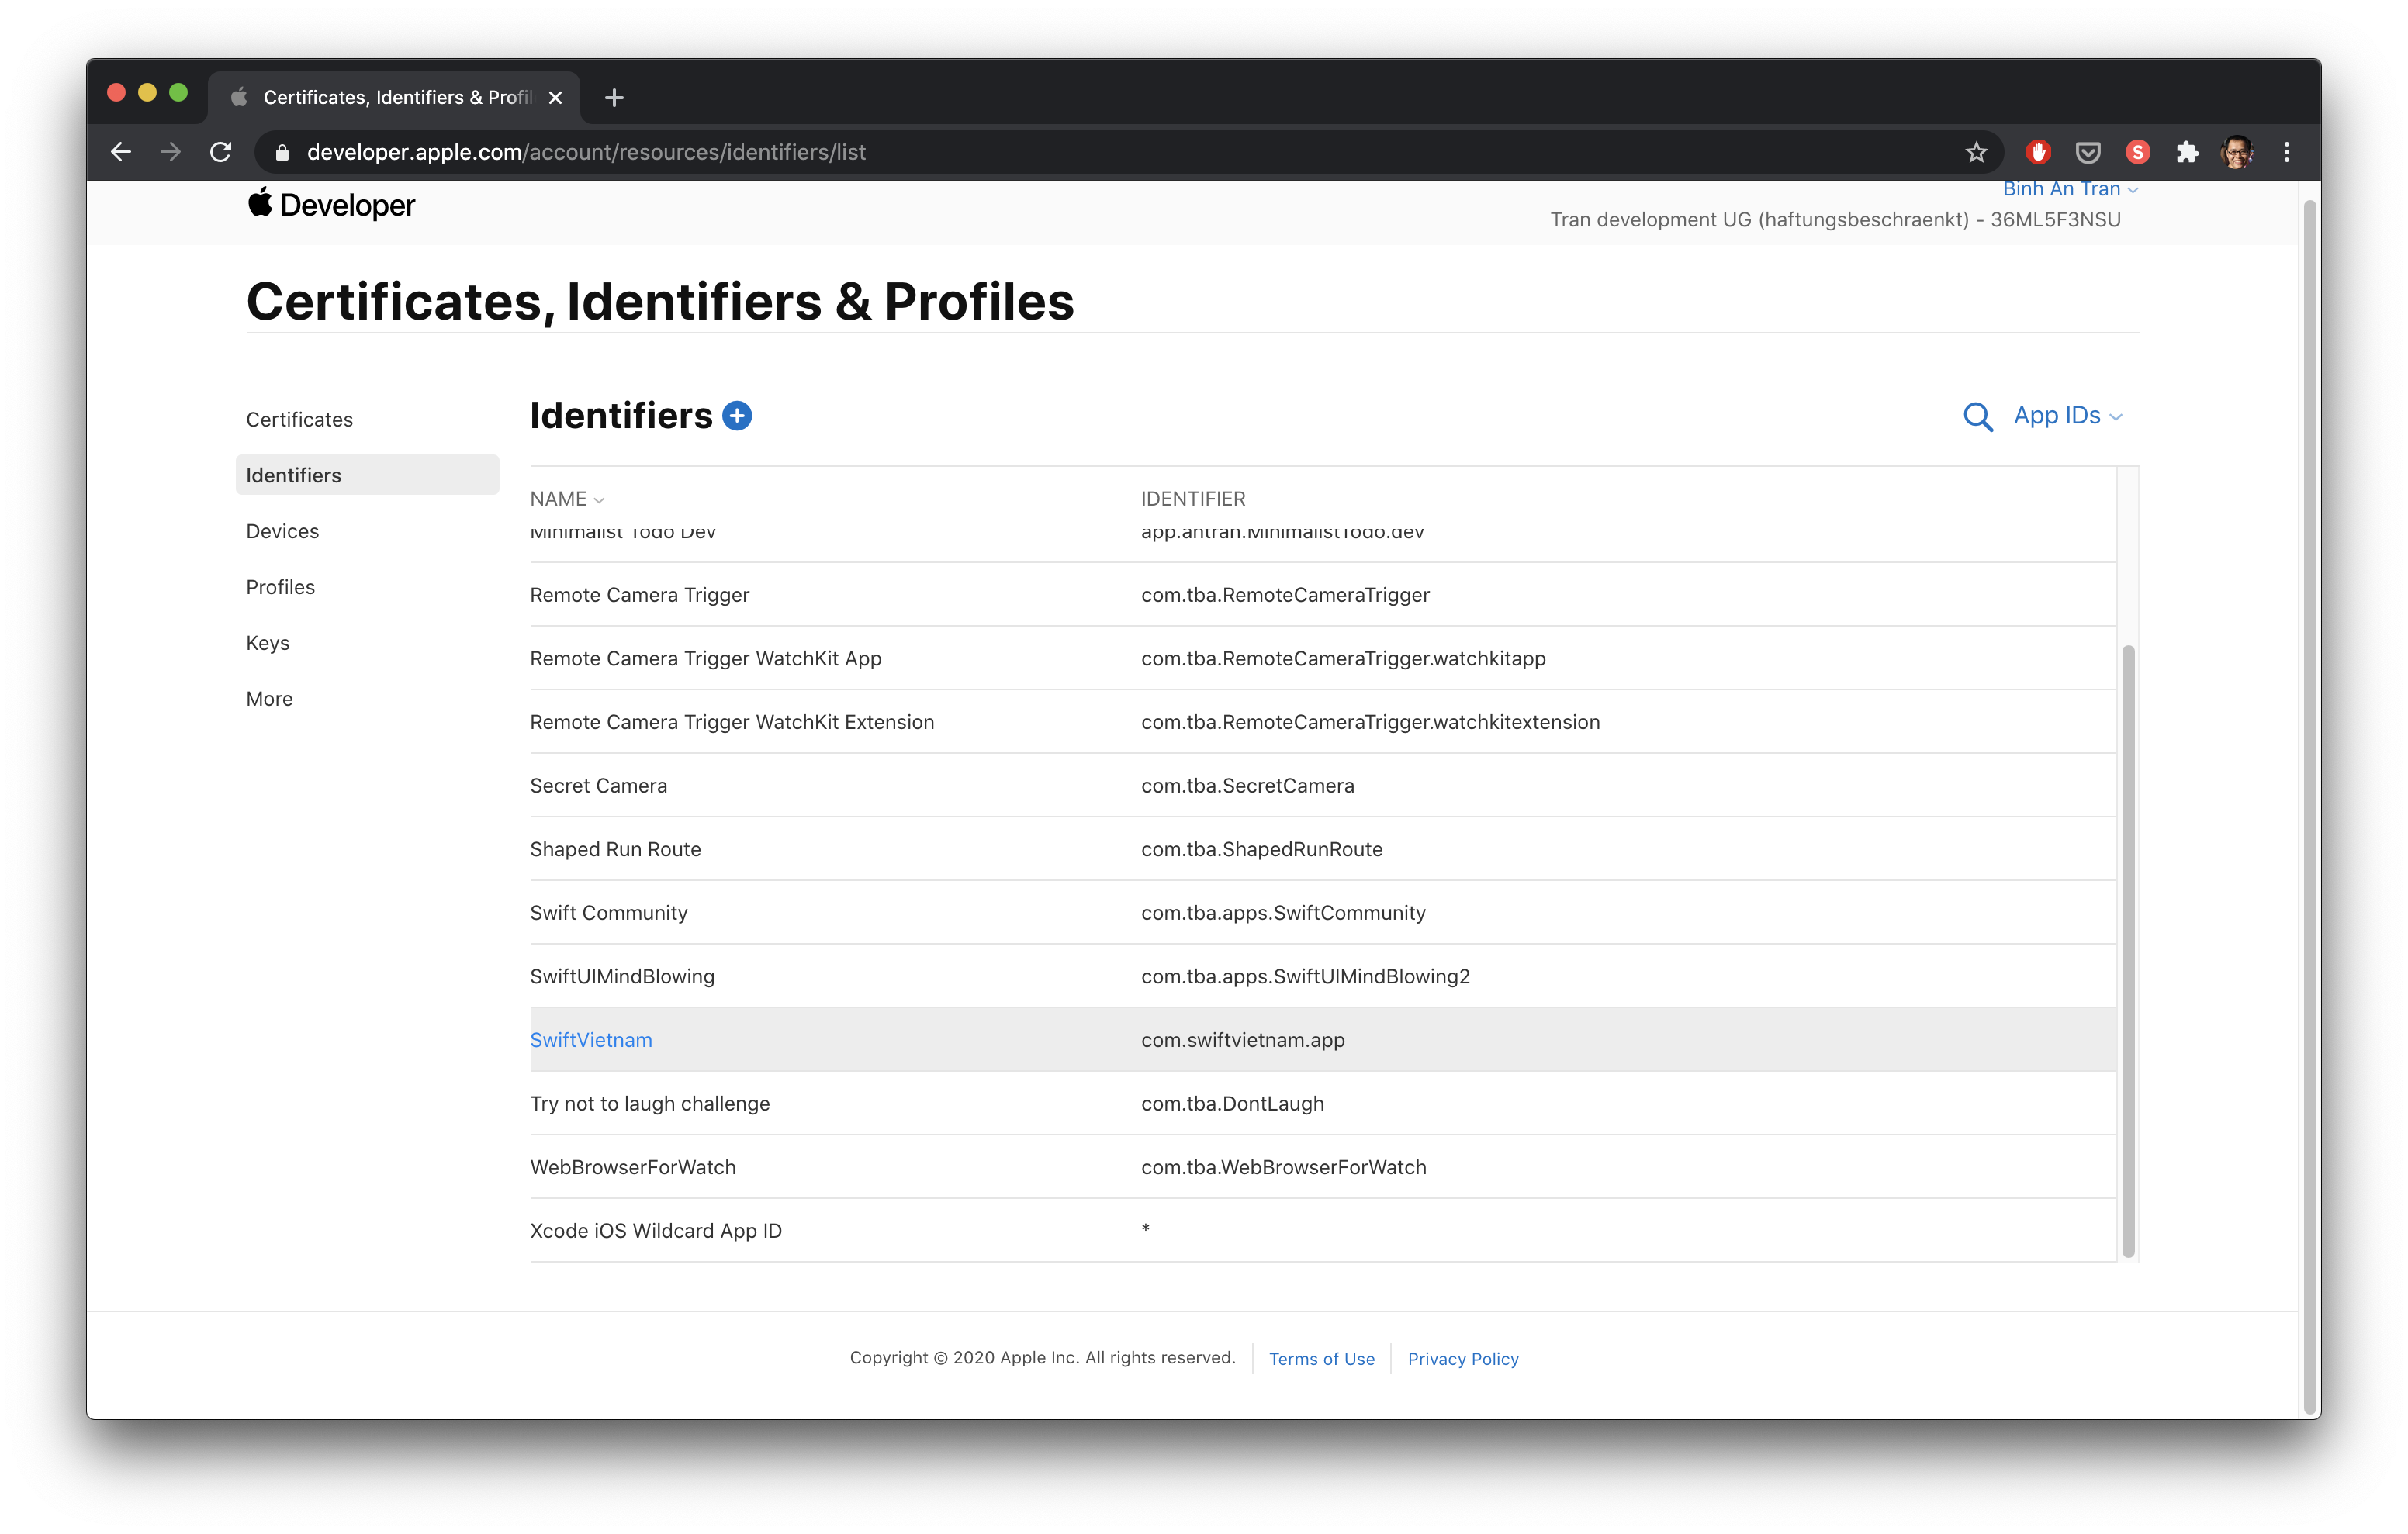 Certificates, Identifiers & Profil
developer.apple.com/account/resources/identifiers/list
S
Developer
Binh An Tran
Tran development UG (haftungsbeschraenkt) - 36ML5F3NSU
Certificates, Identifiers & Profiles
Certificates
Identifiers
Devices
Profiles
Keys
More
Identifiers
App IDs
NAME IDENTIFIER
Minimalist Todo Dev app.antran.MinimalistTodo.dev
Remote Camera Trigger com.tba.RemoteCameraTrigger
Remote Camera Trigger WatchKit App com.tba.RemoteCameraTrigger.watchkitapp
Remote Camera Trigger WatchKit Extension com.tba.RemoteCameraTrigger.watchkitextension
Secret Camera com.tba.SecretCamera
Shaped Run Route com.tba.ShapedRunRoute
Swift Community com.tba.apps.SwiftCommunity
SwiftUIMindBlowing com.tba.apps.SwiftUIMindBlowing2
SwiftVietnam com.swiftvietnam.app
Try not to laugh challenge com.tba.DontLaugh
WebBrowserForWatch com.tba.WebBrowserForWatch
Xcode iOS Wildcard App ID *
Copyright © 2020 Apple Inc. All rights reserved. Terms of Use Privacy Policy